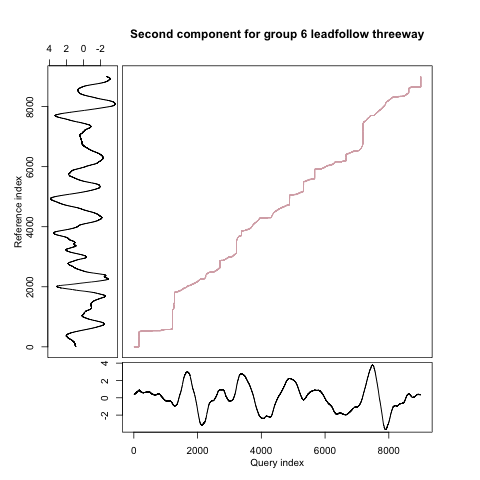 Second component for group 6 leadfollow threeway
4 2 0 -2
Reference index
0 2000 4000 6000 8000
-2 0 2 4
0 2000 4000 6000 8000
Query index